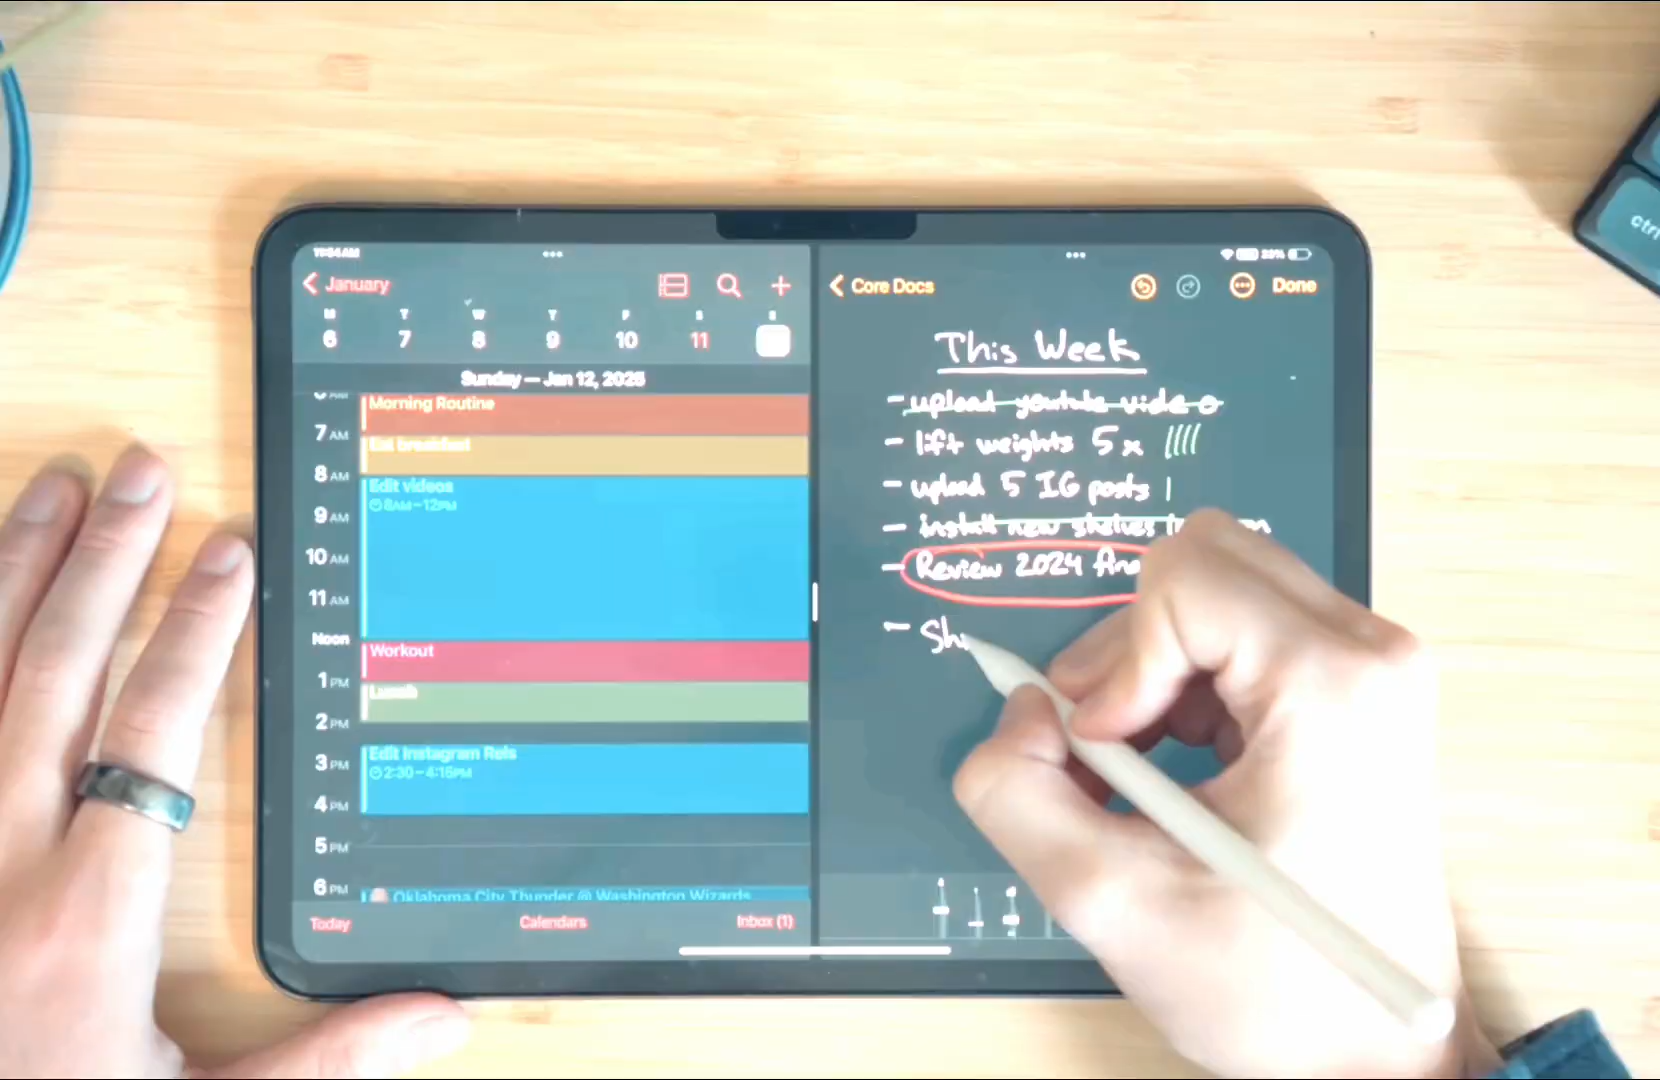 January
M T W T F S S
6 7 8 9 10 11
Sunday — Jan 12, 2025
Morning Routine
7 AM
Eat breakfast
8 AM
Edit videos
8AM–12PM
9 AM
10 AM
11 AM
Noon
Workout
1 PM
Lunch
2 PM
Edit Instagram Rels
2:30–4:15PM
3 PM
4 PM
5 PM
6 PM
Oklahoma City Thunder @ Washington Wizards
Today Calendars Inbox (1)
Core Docs Done
This Week
- upload youtube video
- lift weights 5x
- upload 5 IG posts
- install new shelves
- Review 2024
- Sh
ctrl